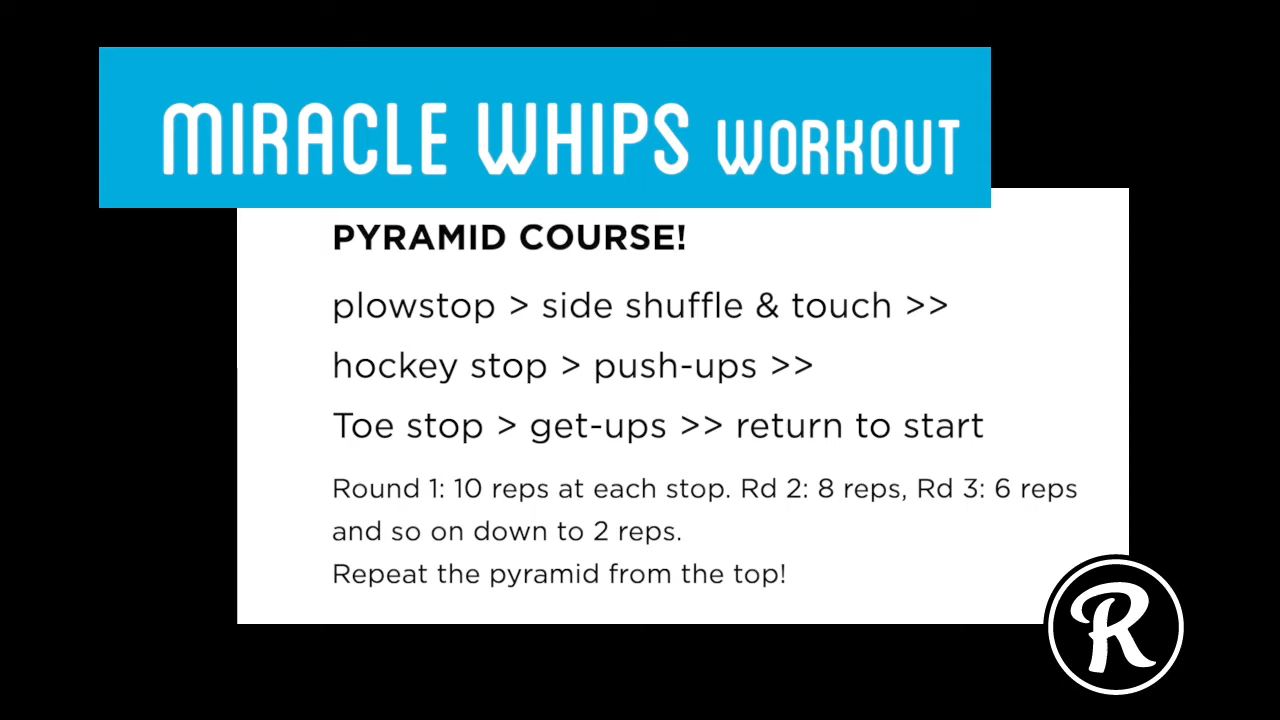 MIRACLE WHIPS WORKOUT
PYRAMID COURSE!
plowstop > side shuffle & touch >>
hockey stop > push-ups >>
Toe stop > get-ups >> return to start
Round 1: 10 reps at each stop. Rd 2: 8 reps, Rd 3: 6 reps
and so on down to 2 reps.
Repeat the pyramid from the top!
R